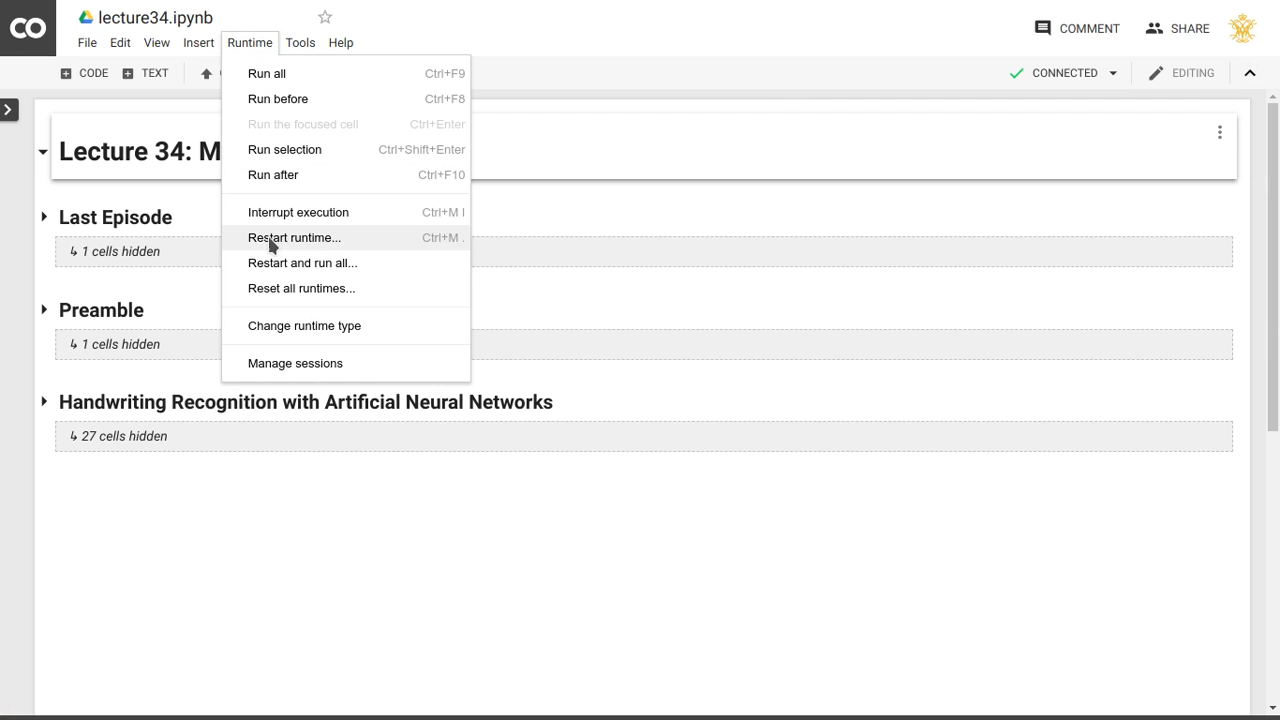 CO
lecture34.ipynb
File Edit View Insert Runtime Tools Help
COMMENT SHARE
CODE TEXT
CONNECTED EDITING
Run all Ctrl+F9
Run before Ctrl+F8
Run the focused cell Ctrl+Enter
Run selection Ctrl+Shift+Enter
Run after Ctrl+F10
Interrupt execution Ctrl+M I
Restart runtime... Ctrl+M .
Restart and run all...
Reset all runtimes...
Change runtime type
Manage sessions
Lecture 34: M
Last Episode
↳ 1 cells hidden
Preamble
↳ 1 cells hidden
Handwriting Recognition with Artificial Neural Networks
↳ 27 cells hidden